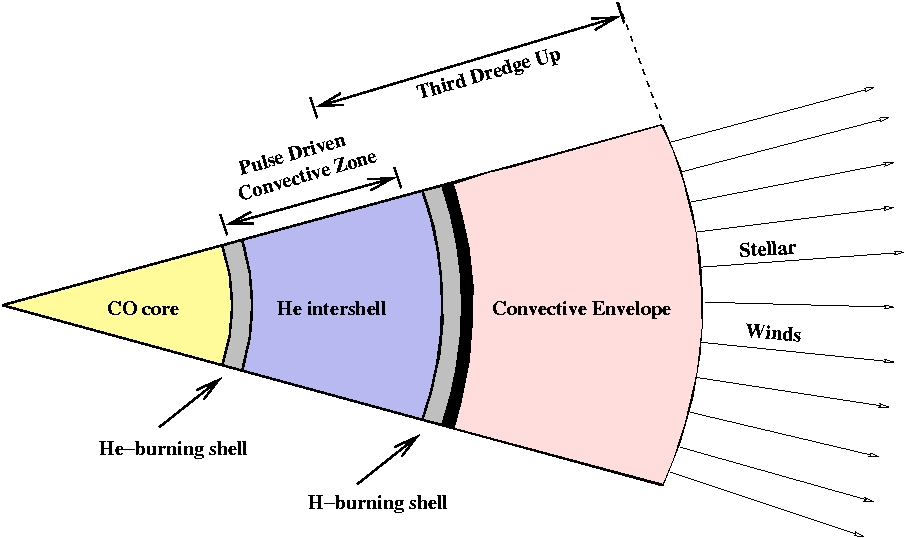 Third Dredge Up
Pulse Driven
Convective Zone
Stellar
CO core
He intershell
Convective Envelope
Winds
He–burning shell
H–burning shell